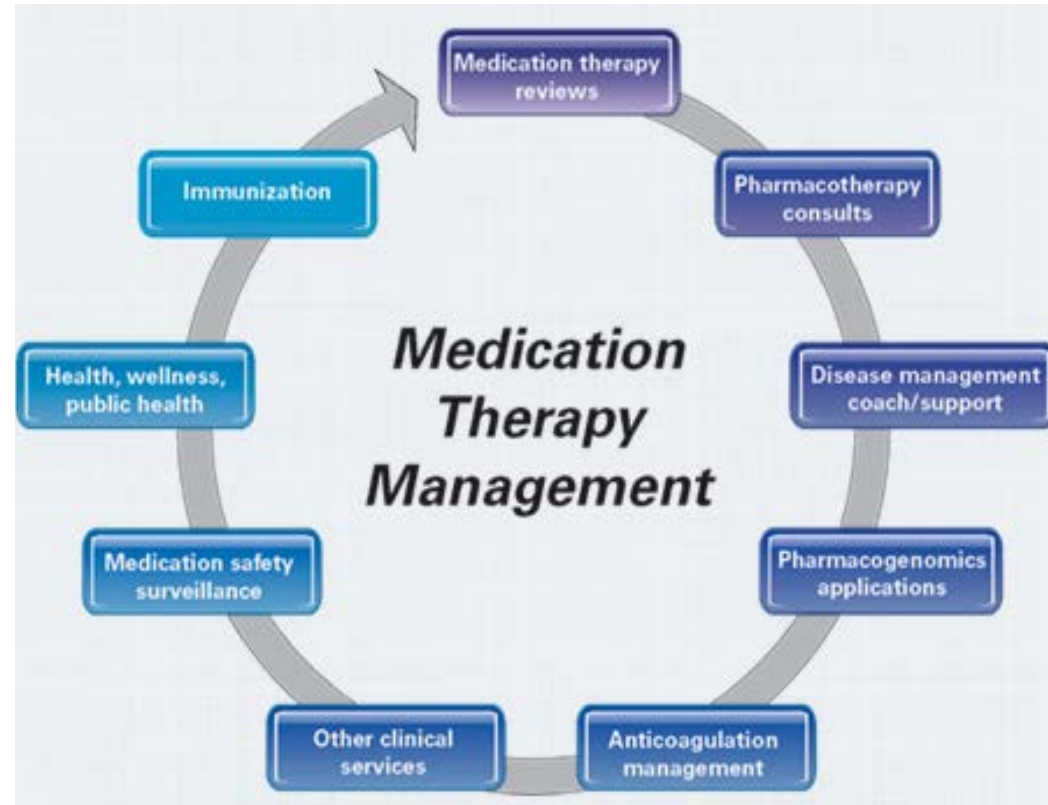 Medication therapy
reviews
Pharmacotherapy
consults
Disease management
coach/support
Pharmacogenomics
applications
Anticoagulation
management
Other clinical
services
Medication safety
surveillance
Health, wellness,
public health
Immunization
Medication
Therapy
Management